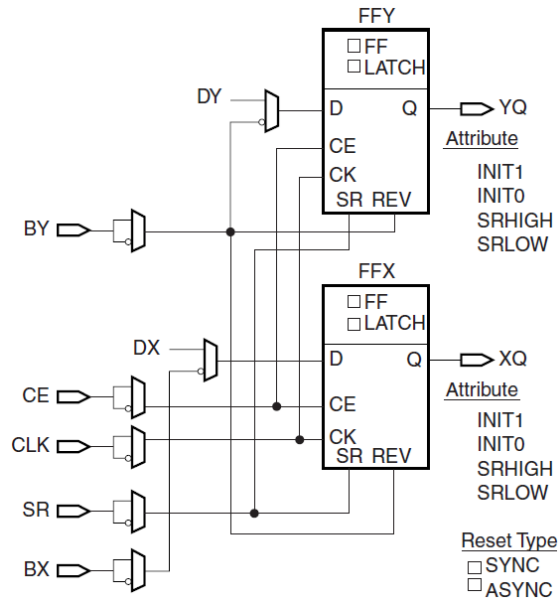 FFY
FF
LATCH
DY
D
Q
YQ
CE
CK
SR REV
Attribute
INIT1
INIT0
SRHIGH
SRLOW
BY
FFX
FF
LATCH
DX
D
Q
XQ
CE
CE
CLK
CK
SR REV
Attribute
INIT1
INIT0
SRHIGH
SRLOW
SR
BX
Reset Type
SYNC
ASYNC